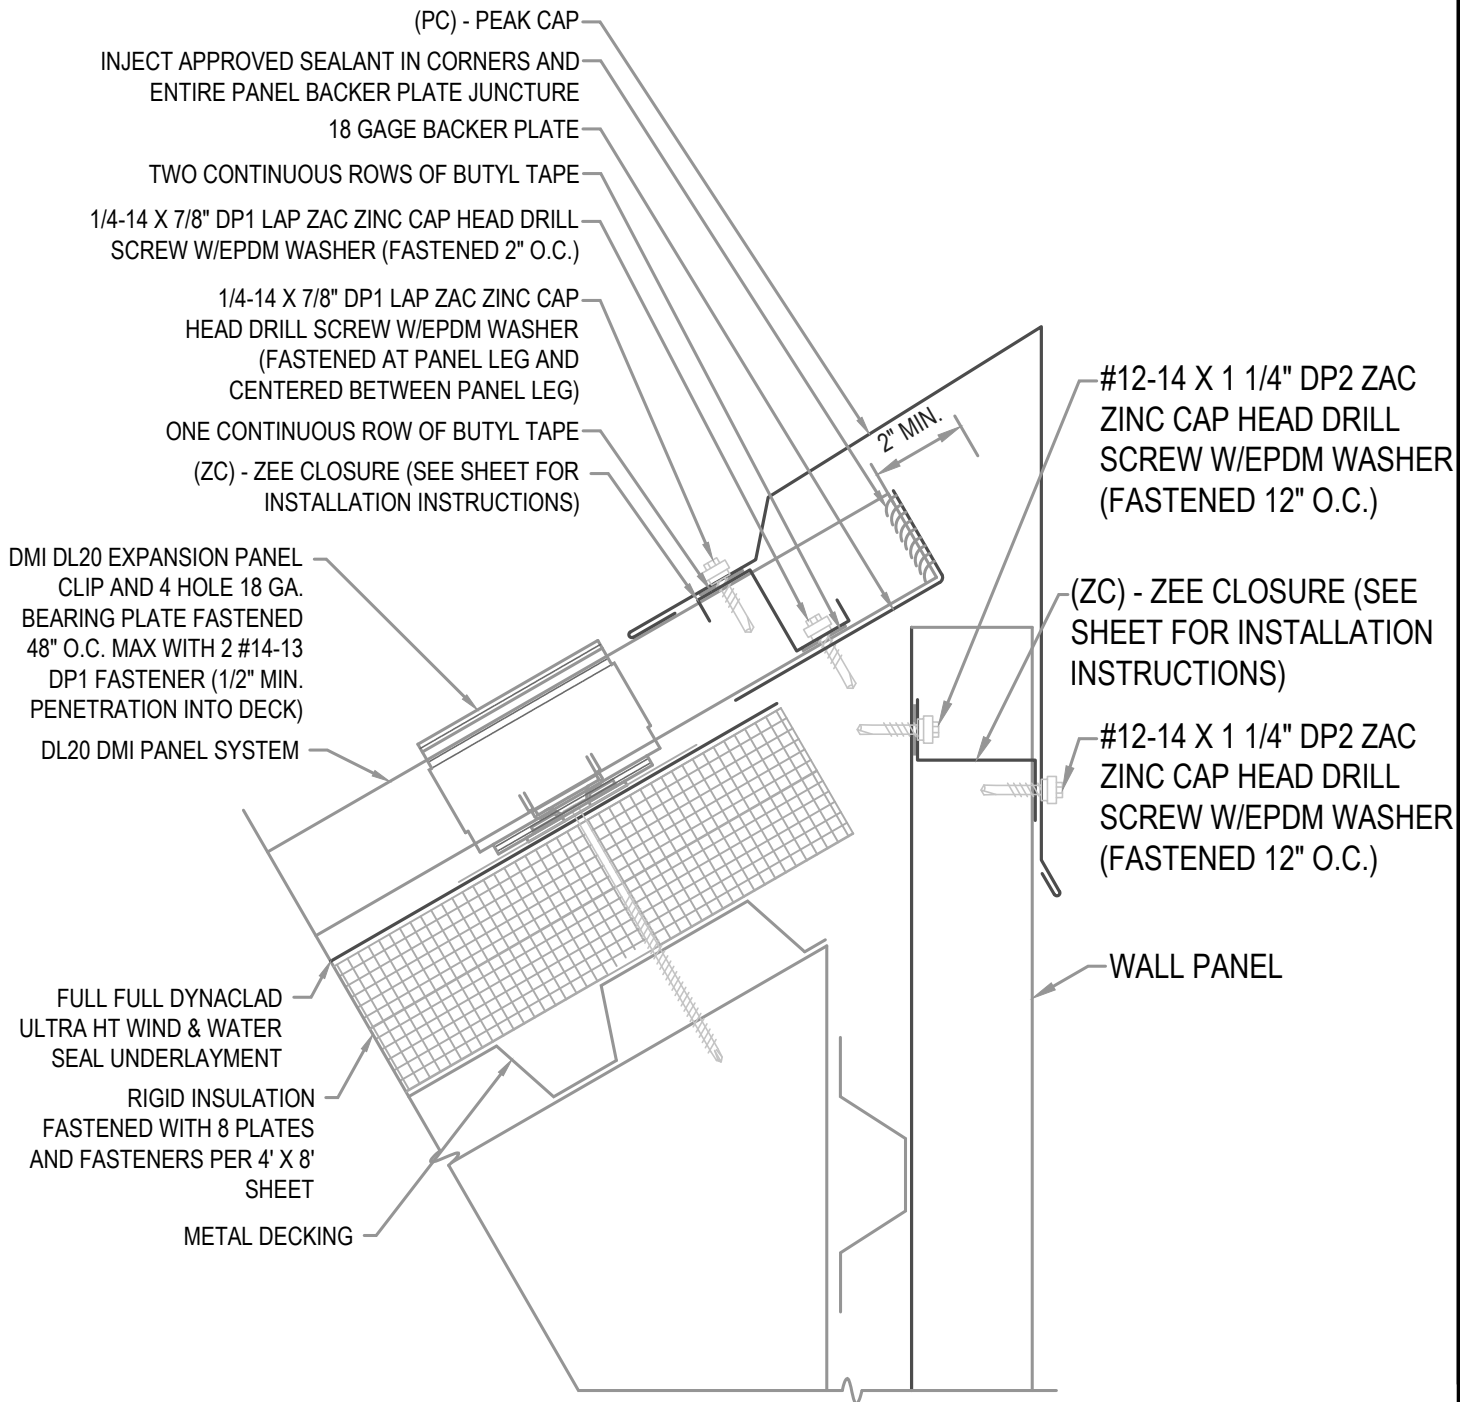 (PC) - PEAK CAP
INJECT APPROVED SEALANT IN CORNERS AND
ENTIRE PANEL BACKER PLATE JUNCTURE
18 GAGE BACKER PLATE
TWO CONTINUOUS ROWS OF BUTYL TAPE
1/4-14 X 7/8" DP1 LAP ZAC ZINC CAP HEAD DRILL
SCREW W/EPDM WASHER (FASTENED 2" O.C.)
1/4-14 X 7/8" DP1 LAP ZAC ZINC CAP
HEAD DRILL SCREW W/EPDM WASHER
(FASTENED AT PANEL LEG AND
CENTERED BETWEEN PANEL LEG)
ONE CONTINUOUS ROW OF BUTYL TAPE
(ZC) - ZEE CLOSURE (SEE SHEET FOR
INSTALLATION INSTRUCTIONS)
DMI DL20 EXPANSION PANEL
CLIP AND 4 HOLE 18 GA.
BEARING PLATE FASTENED
48" O.C. MAX WITH 2 #14-13
DP1 FASTENER (1/2" MIN.
PENETRATION INTO DECK)
DL20 DMI PANEL SYSTEM
FULL FULL DYNACLAD
ULTRA HT WIND & WATER
SEAL UNDERLAYMENT
RIGID INSULATION
FASTENED WITH 8 PLATES
AND FASTENERS PER 4' X 8'
SHEET
METAL DECKING
2" MIN.
#12-14 X 1 1/4" DP2 ZAC
ZINC CAP HEAD DRILL
SCREW W/EPDM WASHER
(FASTENED 12" O.C.)
(ZC) - ZEE CLOSURE (SEE
SHEET FOR INSTALLATION
INSTRUCTIONS)
#12-14 X 1 1/4" DP2 ZAC
ZINC CAP HEAD DRILL
SCREW W/EPDM WASHER
(FASTENED 12" O.C.)
WALL PANEL